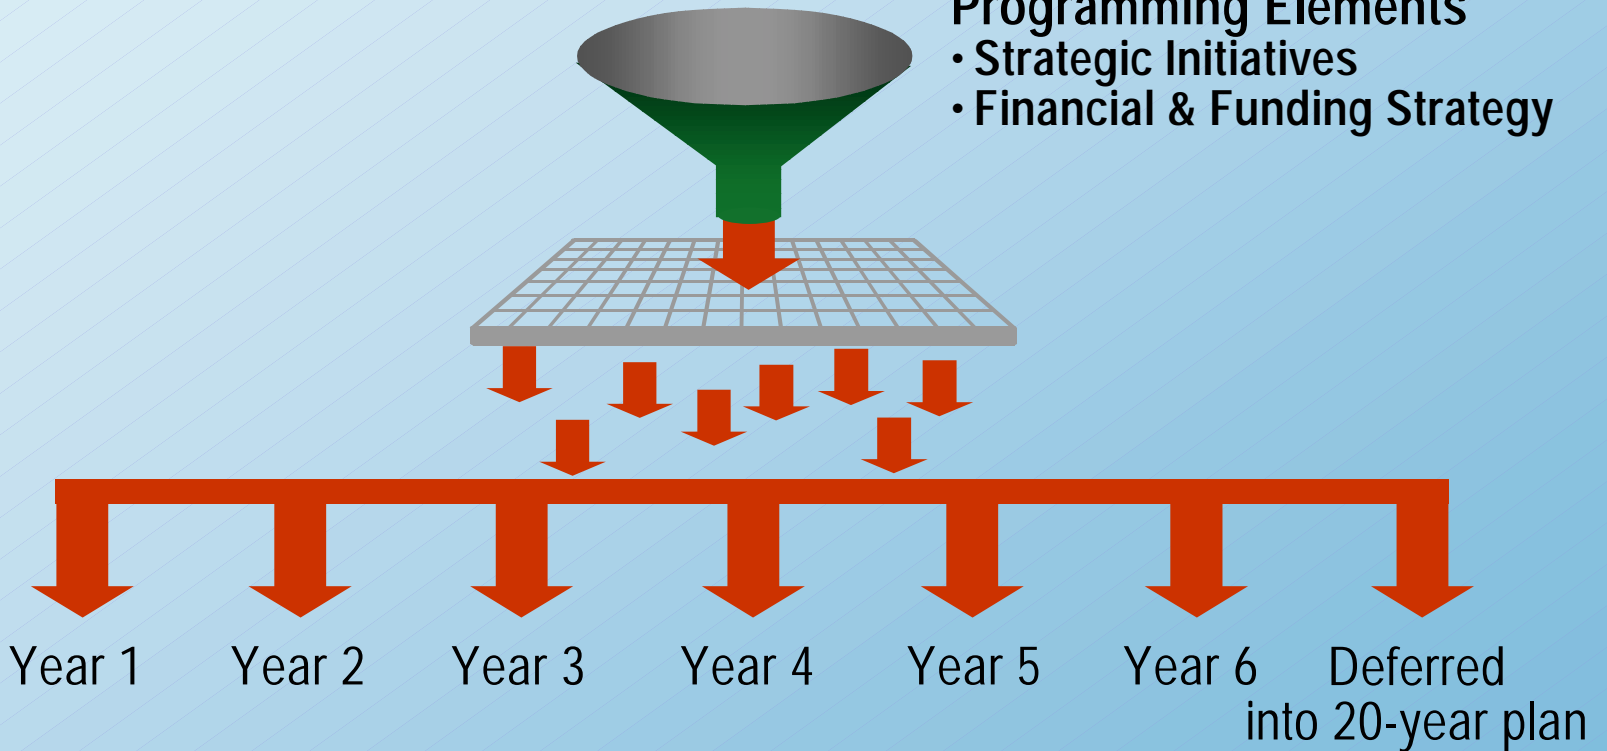 Programming Elements
• Strategic Initiatives
• Financial & Funding Strategy
Year 1 Year 2 Year 3 Year 4 Year 5 Year 6 Deferred
into 20-year plan